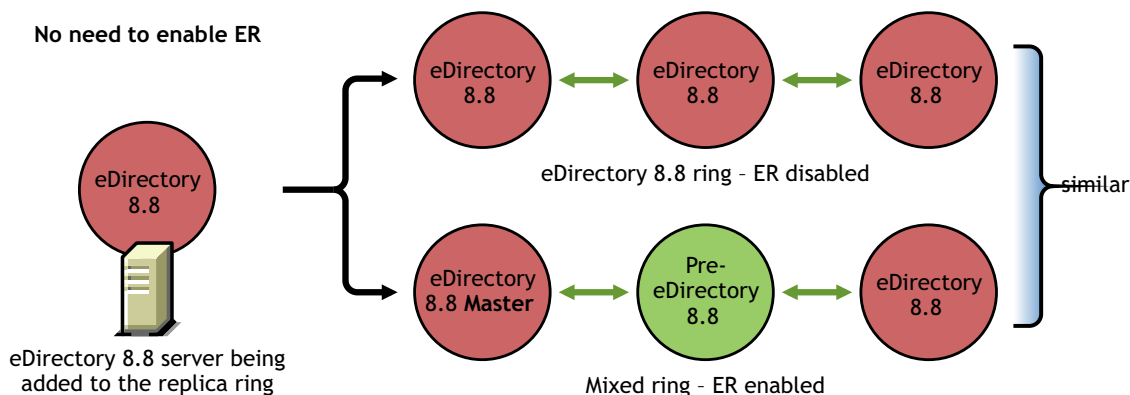 No need to enable ER
eDirectory
8.8
eDirectory 8.8 server being
added to the replica ring
eDirectory
8.8
eDirectory
8.8
eDirectory
8.8
eDirectory 8.8 ring – ER disabled
eDirectory
8.8 Master
Pre-
eDirectory
8.8
eDirectory
8.8
Mixed ring – ER enabled
similar